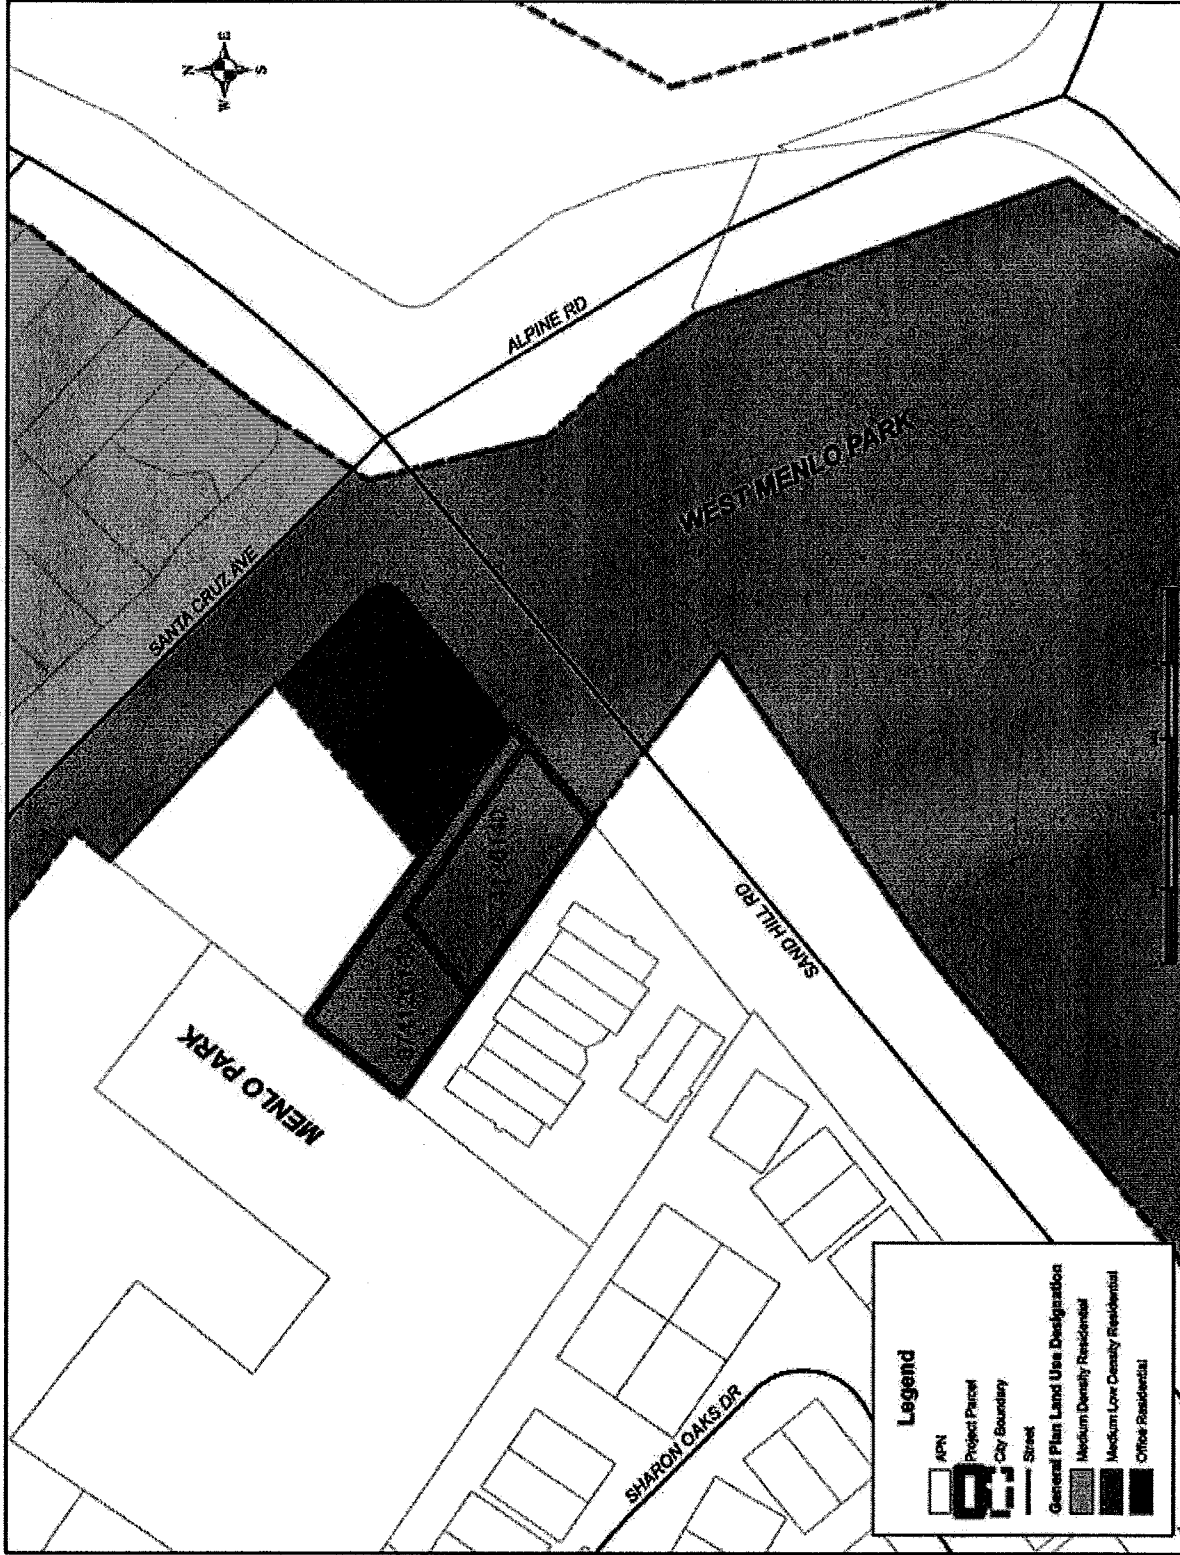 N
E
S
W
SANTA CRUZ AVE
ALPINE RD
WEST MENLO PARK
MENLO PARK
SAND HILL RD
SHARON OAKS DR
Legend
APN
Project Parcel
City Boundary
Street
General Plan Land Use Designation
Medium Density Residential
Medium Low Density Residential
Office Residential